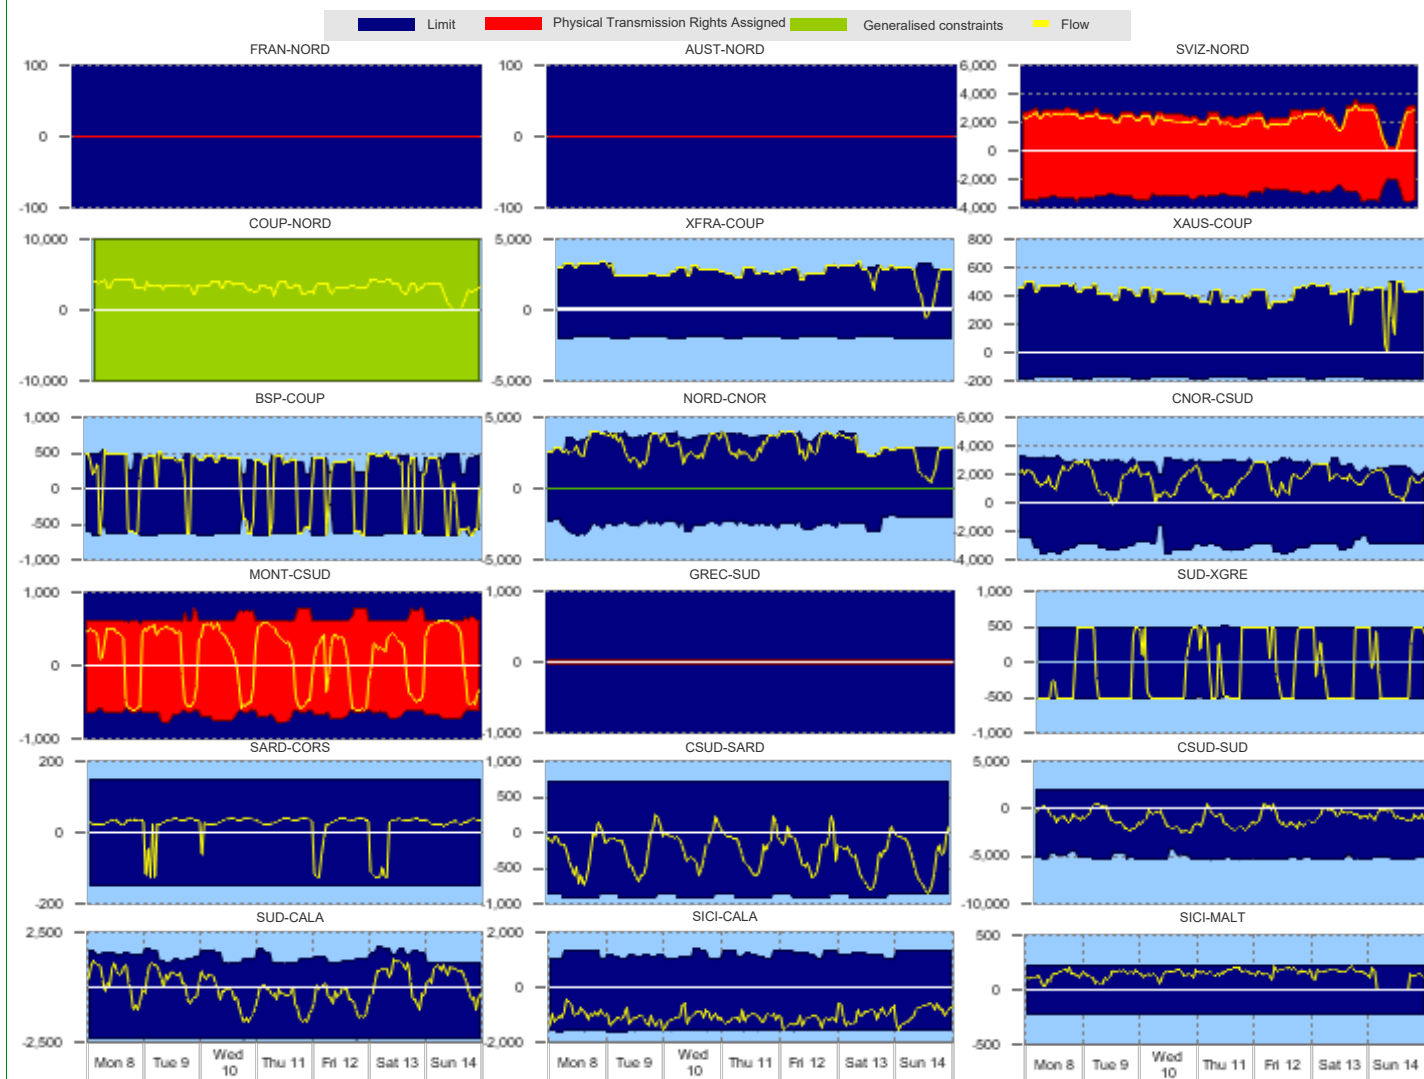 Limit Physical Transmission Rights Assigned Generalised constraints Flow
FRAN-NORD AUST-NORD SVIZ-NORD
100 100 6,000
4,000
2,000
0 0 0
-2,000
-100 -100 -4,000
COUP-NORD XFRA-COUP XAUS-COUP
10,000 5,000 800
600
400
0 0 200
0
-10,000 -5,000 -200
BSP-COUP NORD-CNOR CNOR-CSUD
1,000 5,000 6,000
500 4,000
2,000
0 0 0
-500 -2,000
-1,000 -5,000 -4,000
MONT-CSUD GREC-SUD SUD-XGRE
1,000 1,000 1,000
500
0 0 0
-500
-1,000 -1,000 -1,000
SARD-CORS CSUD-SARD CSUD-SUD
200 1,000 5,000
500
0 0 0
-500 -5,000
-200 -1,000 -10,000
SUD-CALA SICI-CALA SICI-MALT
2,500 2,000 500
0 0 0
-2,500 -2,000 -500
Mon 8 Tue 9 Wed 10 Thu 11 Fri 12 Sat 13 Sun 14 Mon 8 Tue 9 Wed 10 Thu 11 Fri 12 Sat 13 Sun 14 Mon 8 Tue 9 Wed 10 Thu 11 Fri 12 Sat 13 Sun 14